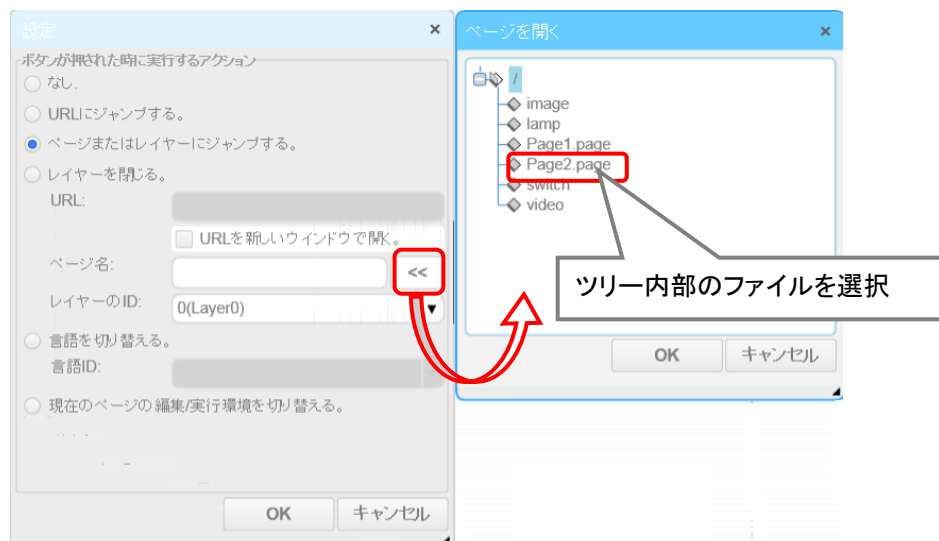 設定
×
ボタンが押された時に実行するアクション
なし.
URLにジャンプする。
ページまたはレイヤーにジャンプする。
レイヤーを閉じる。
URL:
URLを新しいウインドウで開く。
ページ名:
<<
レイヤーのID:
0(Layer0)
▼
言語を切り替える。
言語ID:
現在のページの編集/実行環境を切り替える。
OK
キャンセル
ページを開く
×
/
image
lamp
Page1.page
Page2.page
switch
video
ツリー内部のファイルを選択
OK
キャンセル